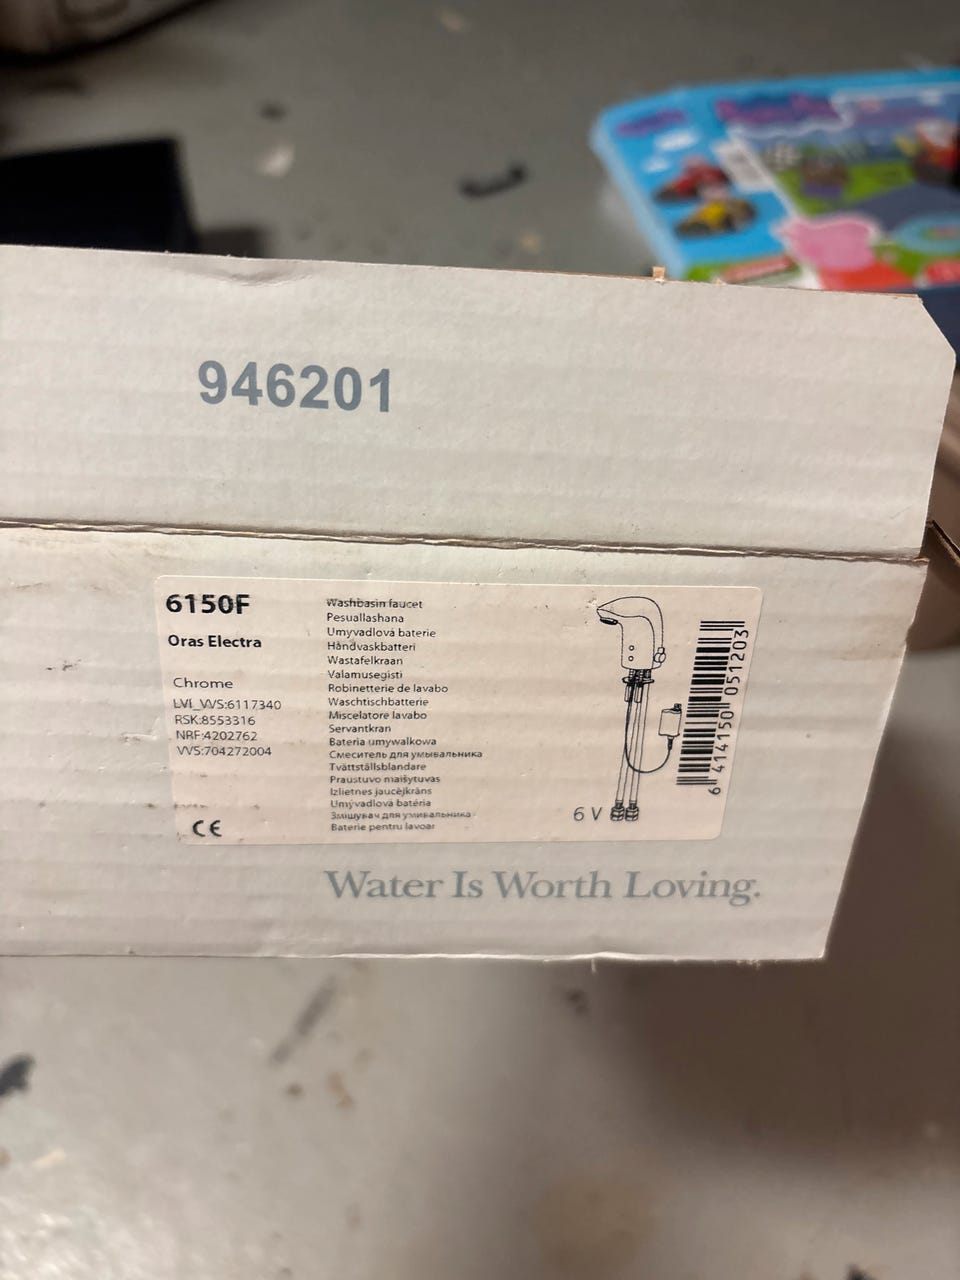 946201
6150F
Oras Electra
Chrome
LVI_VVS:6117340
RSK:8553316
NRF:4202762
VVS:704272004
CE
Washbasin faucet
Pesuallashana
Umyvadlová baterie
Håndvaskbatteri
Wastafelkraan
Valamusegisti
Robinetterie de lavabo
Waschtischbatterie
Miscelatore lavabo
Servantkran
Bateria umywalkowa
Смеситель для умывальника
Tvättställsblandare
Praustuvo maišytuvas
Izlietnes jaucējkrāns
Umývadlová batéria
Змішувач для умивальника
Baterie pentru lavoar
6 V
6 414150 051203
Water Is Worth Loving.